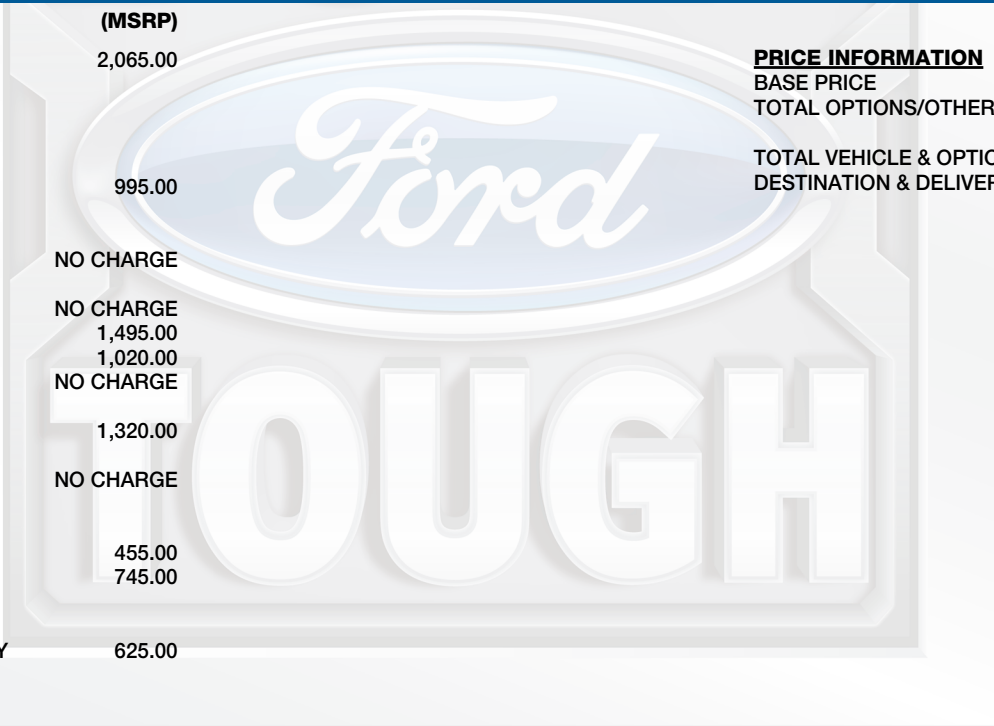 (MSRP)
2,065.00
995.00
NO CHARGE
NO CHARGE
1,495.00
1,020.00
NO CHARGE
1,320.00
NO CHARGE
455.00
745.00
Y 625.00
PRICE INFORMATION
BASE PRICE
TOTAL OPTIONS/OTHER
TOTAL VEHICLE & OPTIO
DESTINATION & DELIVER
Ford
TOUGH